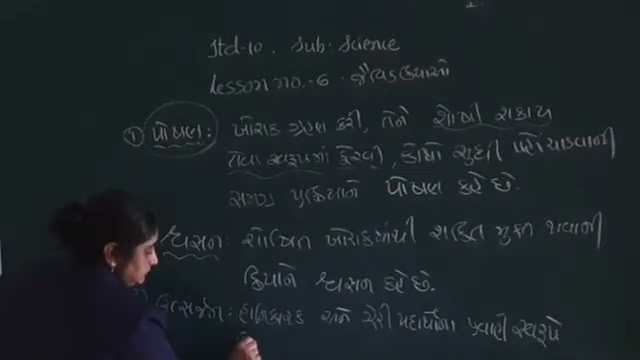 Std-10. Sub: Science
Lesson no.-6. જૈવિક ક્રિયાઓ
① પોષણ: ખોરાક ગ્રહણ કરી, તેને શોષી શકાય
તેવા સ્વરૂપમાં ફેરવી, કોષો સુધી પહોંચાડવાની
સમગ્ર પ્રક્રિયાને પોષણ કહે છે.
શ્વસન: શોષિત ખોરાકમાંથી શક્તિ મુક્ત થવાની
ક્રિયાને શ્વસન કહે છે.
ઉત્સર્જન: હાનિકારક અને ઝેરી પદાર્થોના પ્રવાહી સ્વરૂપે